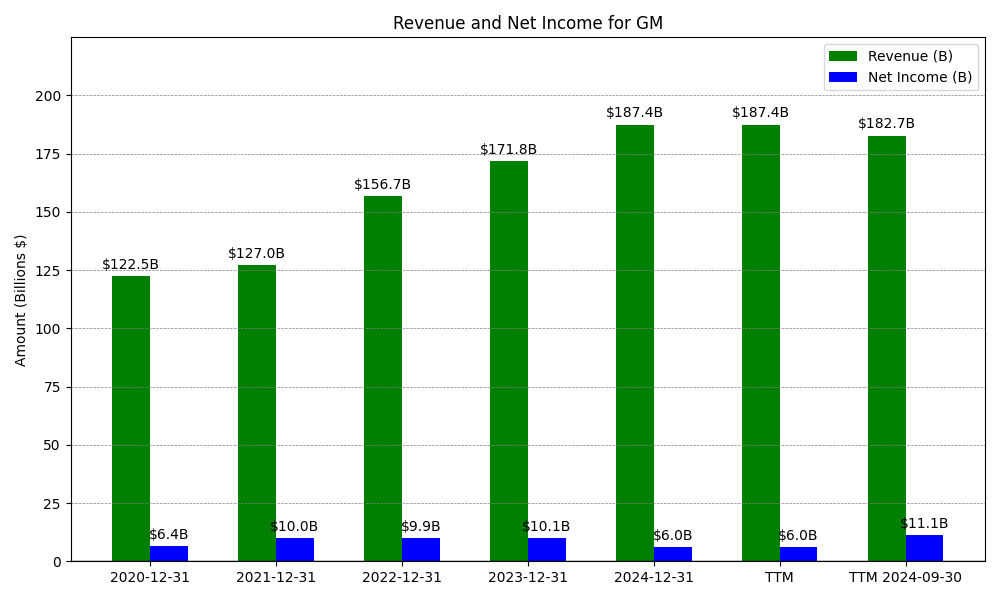 Revenue and Net Income for GM
Revenue (B)
Net Income (B)
Amount (Billions $)
200
175
150
125
100
75
50
25
0
$122.5B
$127.0B
$156.7B
$171.8B
$187.4B
$187.4B
$182.7B
$6.4B
$10.0B
$9.9B
$10.1B
$6.0B
$6.0B
$11.1B
2020-12-31
2021-12-31
2022-12-31
2023-12-31
2024-12-31
TTM
TTM 2024-09-30